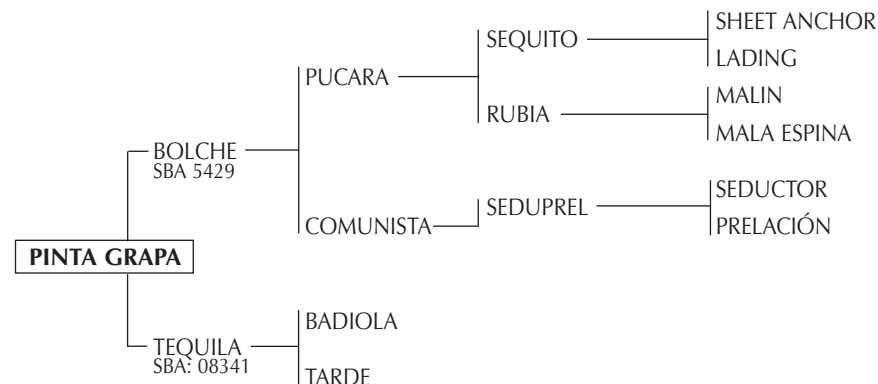 SHEET ANCHOR
SEQUITO
LADING
PUCARA
MALIN
RUBIA
MALA ESPINA
BOLCHE
SBA 5429
SEDUCTOR
SEDUPREL
COMUNISTA
PRELACIÓN
PINTA GRAPA
BADIOLA
TEQUILA
SBA: 08341
TARDE